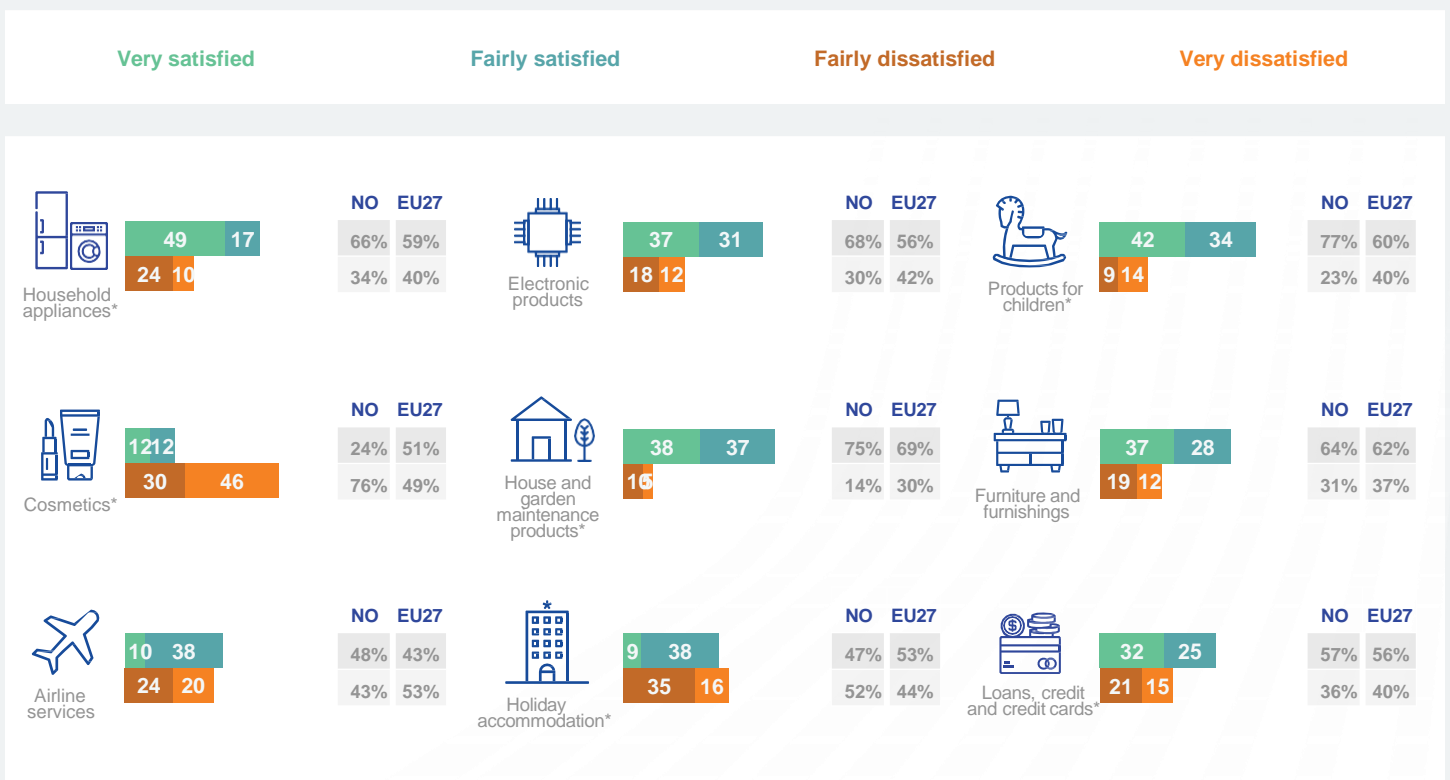 Very satisfied Fairly satisfied Fairly dissatisfied Very dissatisfied
NO EU27
49 17
66% 59%
24 10
34% 40%
Household
appliances*
NO EU27
37 31
68% 56%
18 12
30% 42%
Electronic
products
NO EU27
42 34
77% 60%
9 14
23% 40%
Products for
children*
NO EU27
12 12
24% 51%
30 46
76% 49%
Cosmetics*
NO EU27
38 37
75% 69%
10 5
14% 30%
House and
garden
maintenance
products*
NO EU27
37 28
64% 62%
19 12
31% 37%
Furniture and
furnishings
NO EU27
10 38
48% 43%
24 20
43% 53%
Airline
services
*
NO EU27
9 38
47% 53%
35 16
52% 44%
Holiday
accommodation*
$
NO EU27
32 25
57% 56%
21 15
36% 40%
Loans, credit
and credit cards*